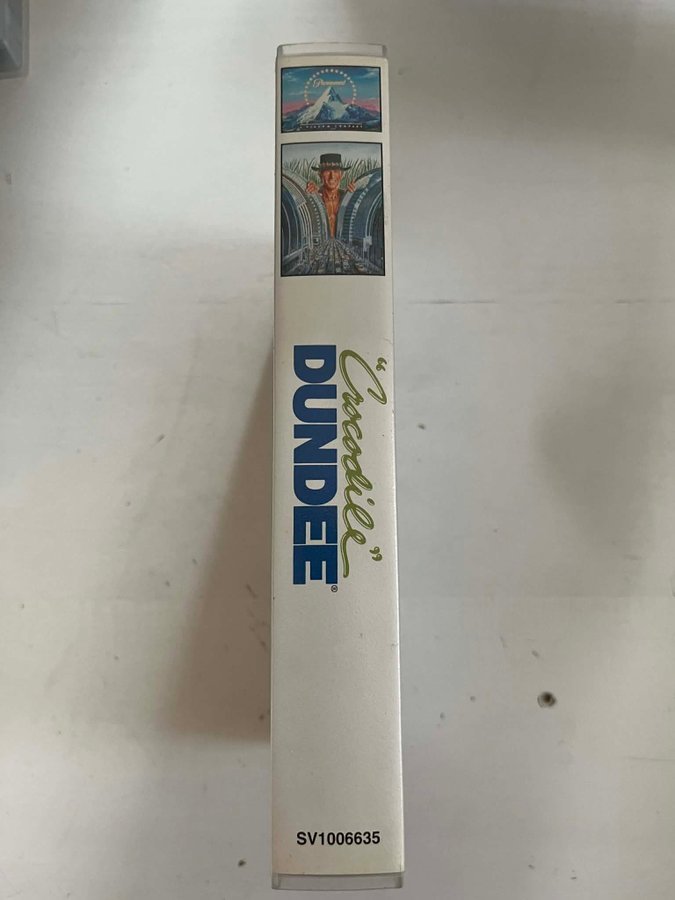 Paramount
A VIACOM COMPANY
"Crocodile"
DUNDEE®
SV1006635